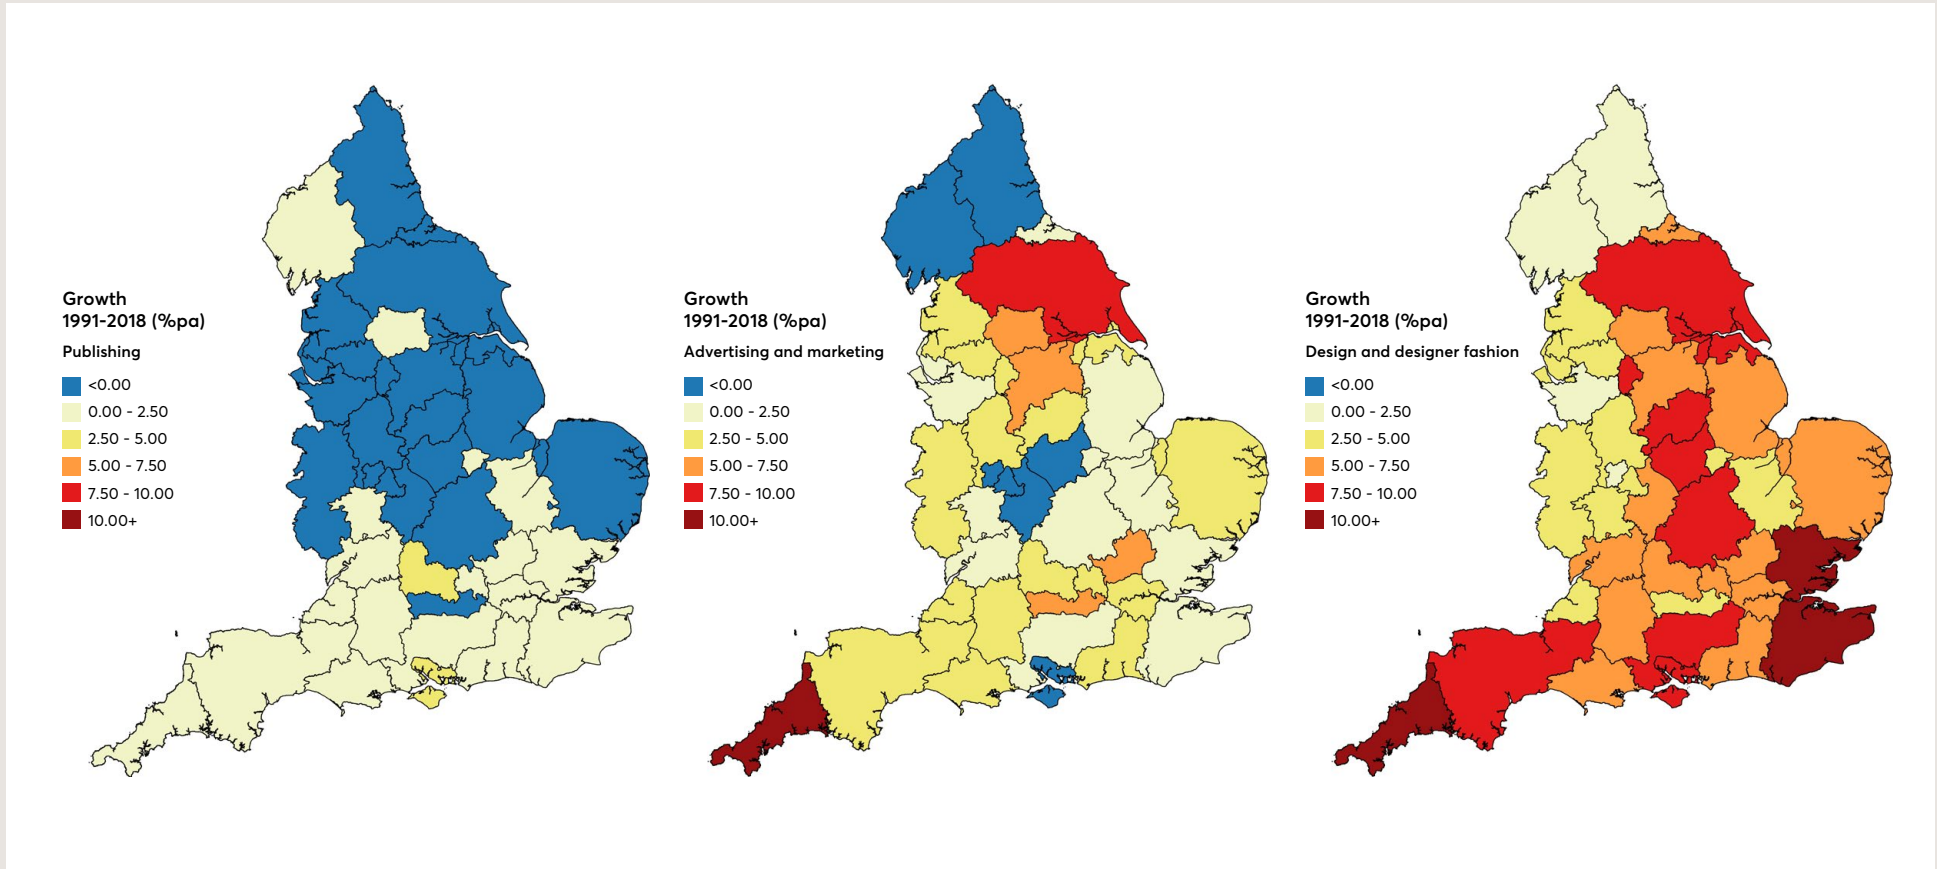 Growth
1991-2018 (%pa)
Publishing
<0.00
0.00 - 2.50
2.50 - 5.00
5.00 - 7.50
7.50 - 10.00
10.00+
Growth
1991-2018 (%pa)
Advertising and marketing
<0.00
0.00 - 2.50
2.50 - 5.00
5.00 - 7.50
7.50 - 10.00
10.00+
Growth
1991-2018 (%pa)
Design and designer fashion
<0.00
0.00 - 2.50
2.50 - 5.00
5.00 - 7.50
7.50 - 10.00
10.00+